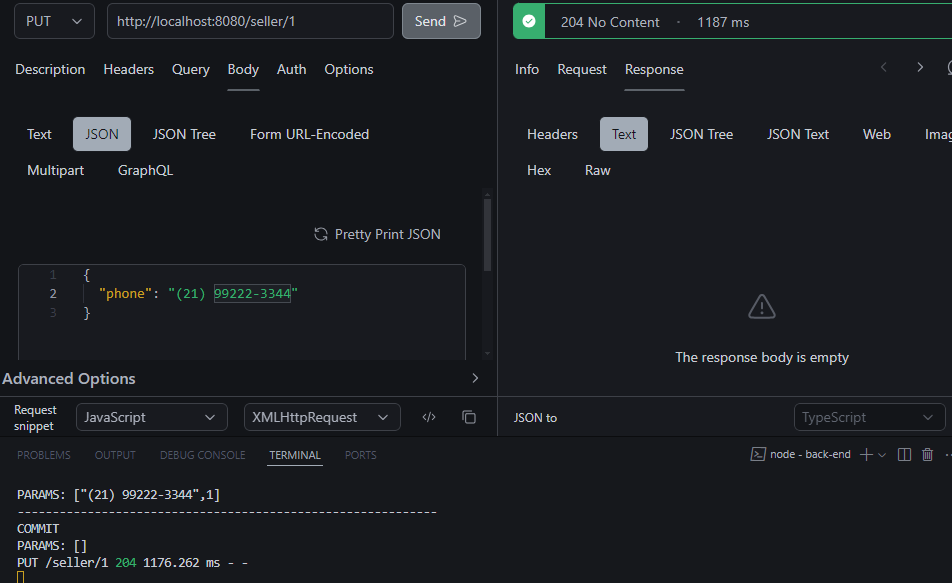 PUT http://localhost:8080/seller/1 Send
Description Headers Query Body Auth Options
Text JSON JSON Tree Form URL-Encoded
Multipart GraphQL
Pretty Print JSON
1 {
2 "phone": "(21) 99222-3344"
3 }
Advanced Options
Request snippet JavaScript XMLHttpRequest </>
204 No Content · 1187 ms
Info Request Response
Headers Text JSON Tree JSON Text Web Imag
Hex Raw
The response body is empty
JSON to TypeScript
PROBLEMS OUTPUT DEBUG CONSOLE TERMINAL PORTS node - back-end
PARAMS: ["(21) 99222-3344",1]
------------------------------------------------------------
COMMIT
PARAMS: []
PUT /seller/1 204 1176.262 ms - -